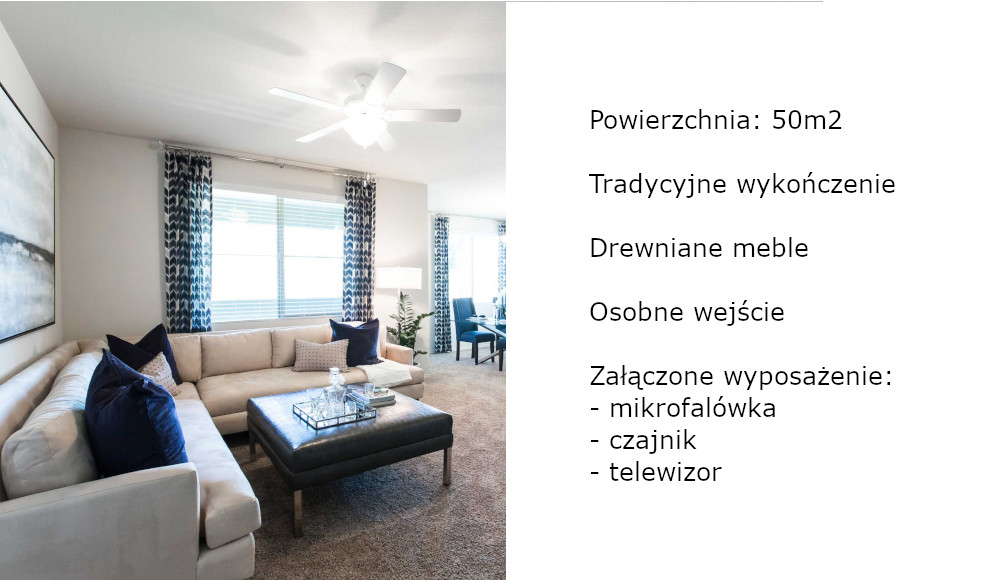 Powierzchnia: 50m2
Tradycyjne wykończenie
Drewniane meble
Osobne wejście
Załączone wyposażenie:
- mikrofalówka
- czajnik
- telewizor